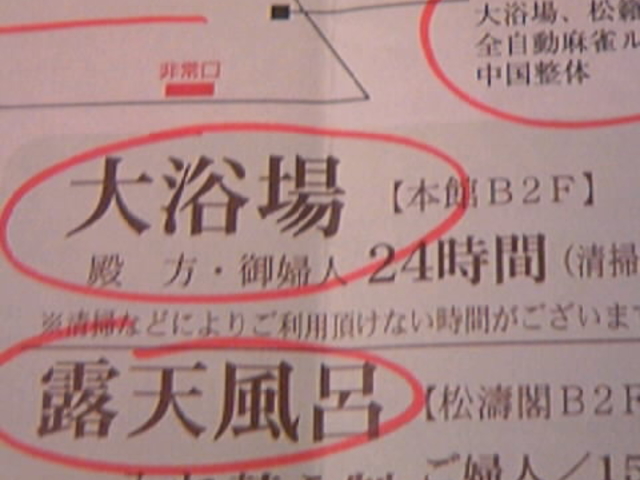 大浴場、松籟
全自動麻雀ル
中国整体
非常口
大浴場 【本館B2F】
殿 方・御婦人 24時間 (清掃
※清掃などによりご利用頂けない時間がございま
露天風呂 【松濤閣B2F
ご婦人/15